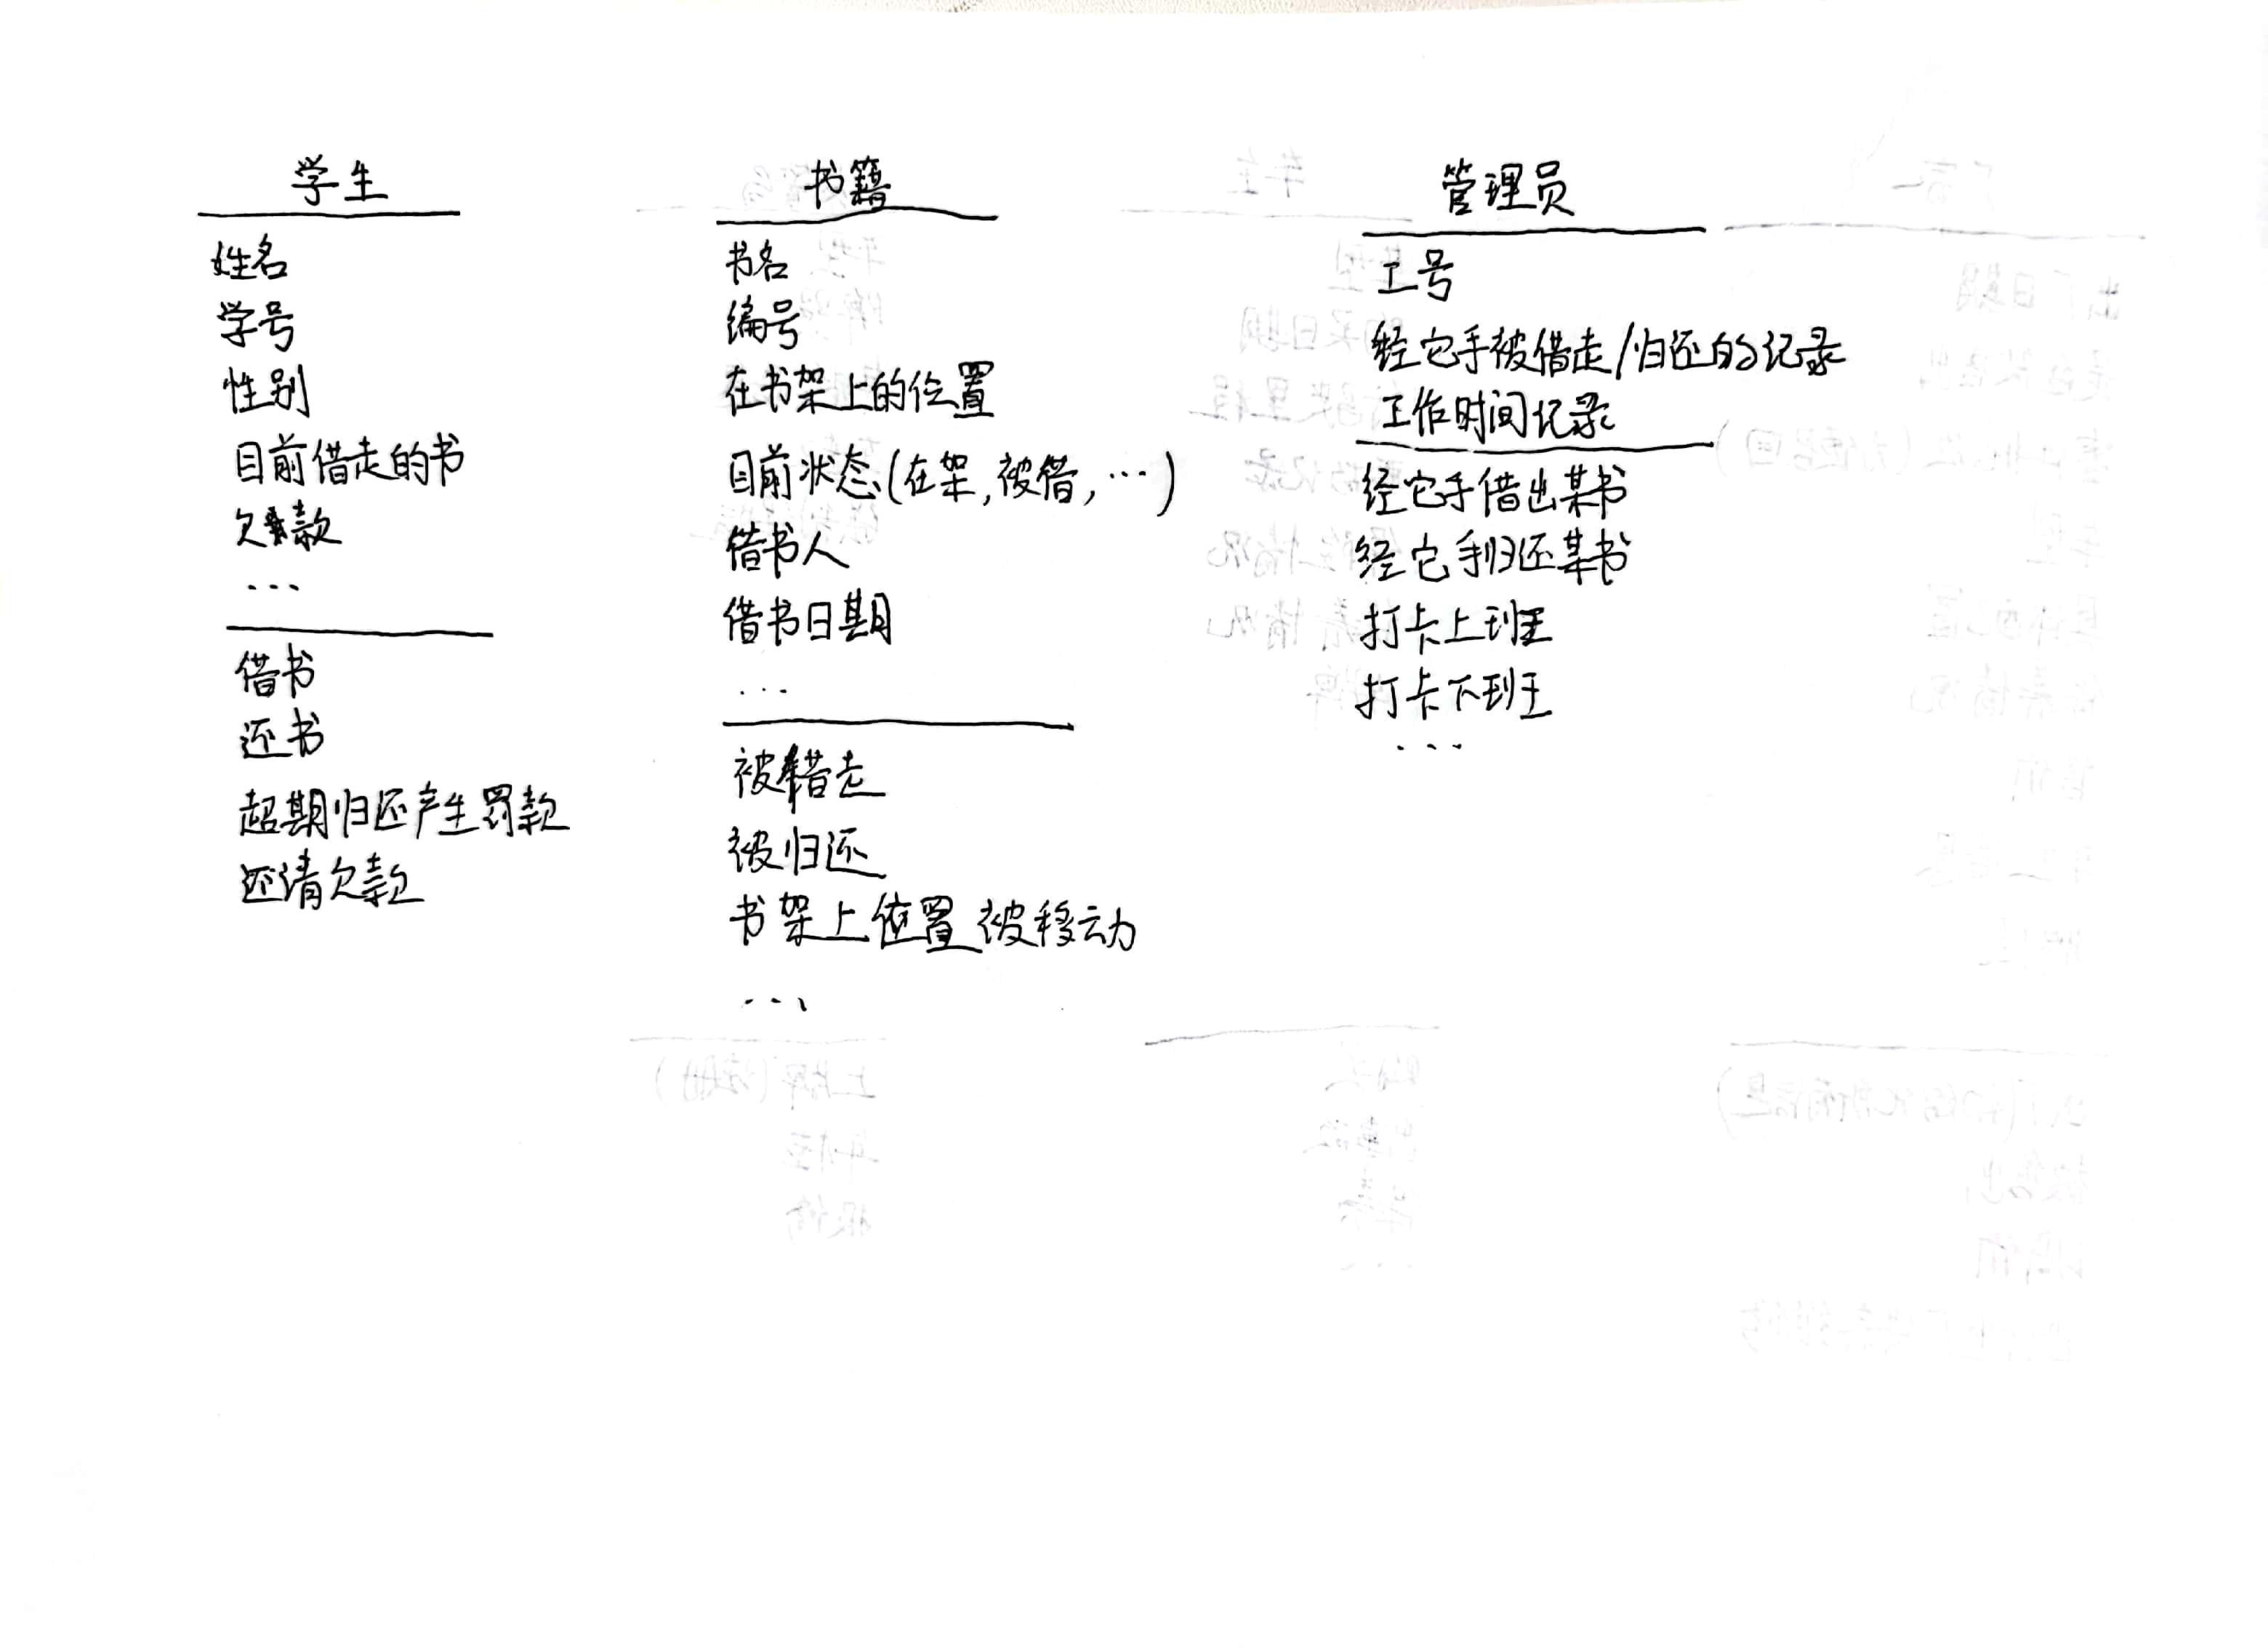 学生
姓名
学号
性别
目前借走的书
欠款
...
借书
还书
超期归还产生罚款
还请欠款
书籍
书名
编号
在书架上的位置
目前状态(在架,被借,...)
借书人
借书日期
...
被借走
被归还
书架上位置被移动
...
管理员
工号
经它手被借走/归还的记录
工作时间记录
经它手借出某书
经它手归还某书
打卡上班
打卡下班
...